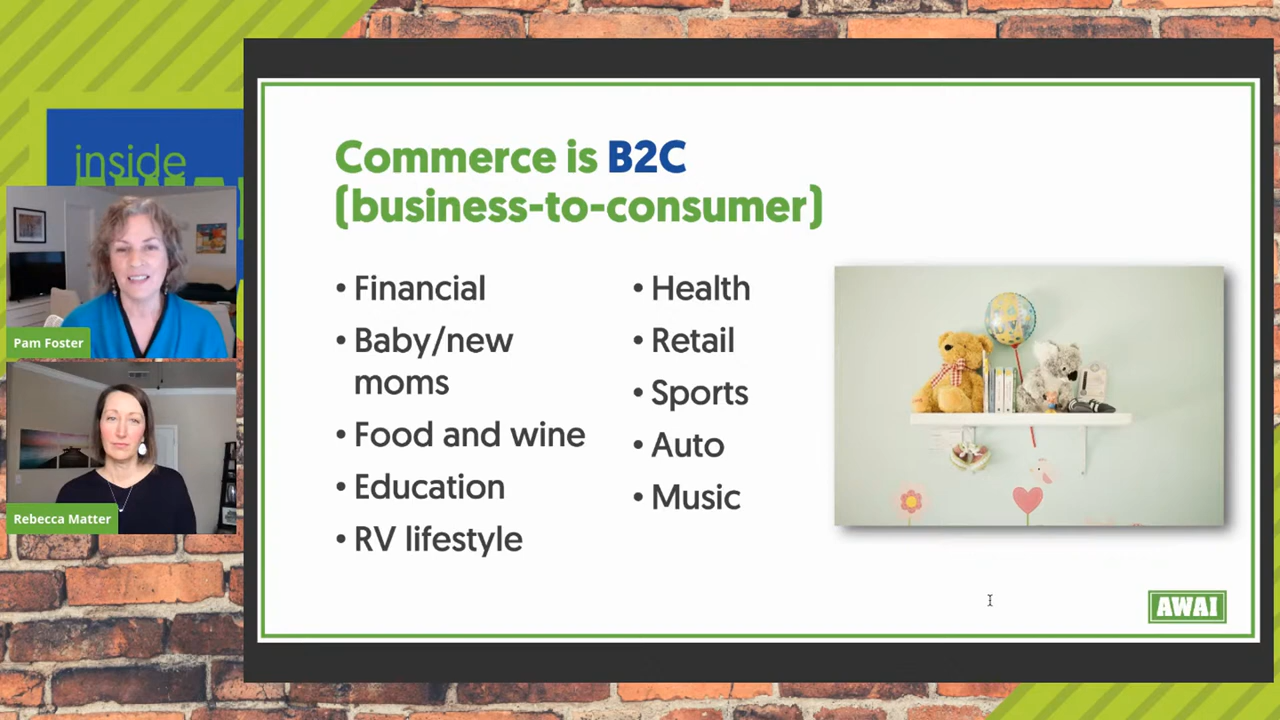 inside
Pam Foster
Rebecca Matter
Commerce is B2C
(business-to-consumer)
• Financial
• Baby/new
moms
• Food and wine
• Education
• RV lifestyle
• Health
• Retail
• Sports
• Auto
• Music
AWAI